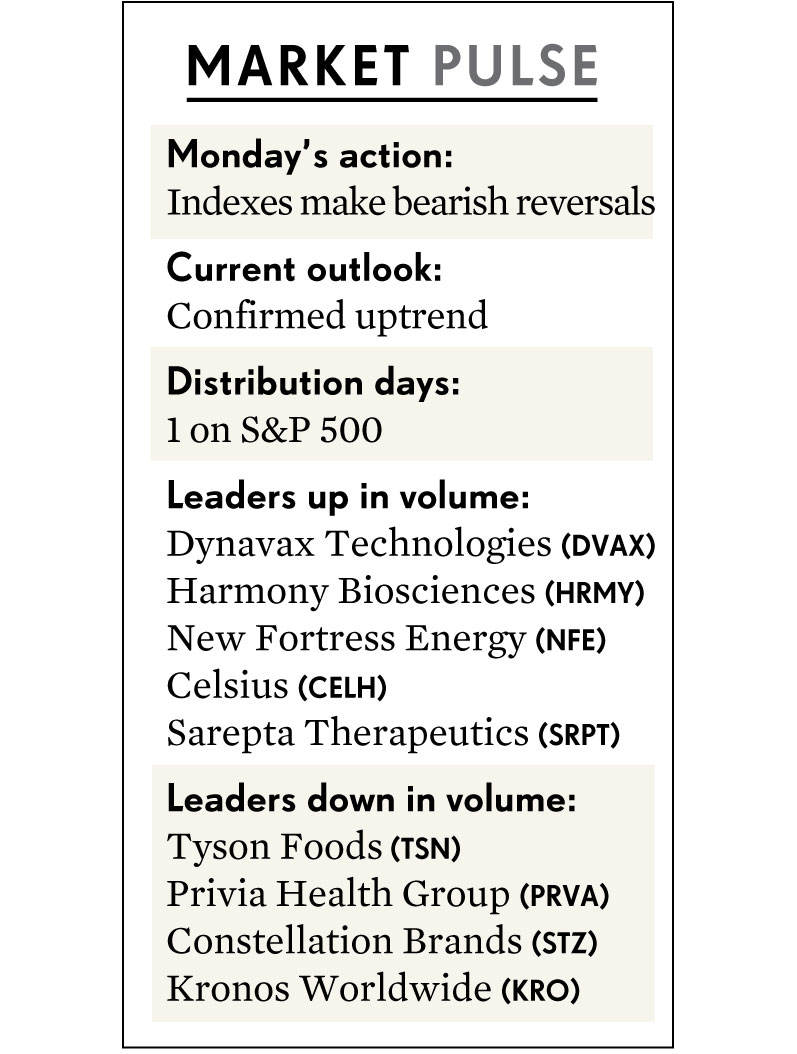 MARKET PULSE
Monday’s action:
Indexes make bearish reversals
Current outlook:
Confirmed uptrend
Distribution days:
1 on S&P 500
Leaders up in volume:
Dynavax Technologies (DVAX)
Harmony Biosciences (HRMY)
New Fortress Energy (NFE)
Celsius (CELH)
Sarepta Therapeutics (SRPT)
Leaders down in volume:
Tyson Foods (TSN)
Privia Health Group (PRVA)
Constellation Brands (STZ)
Kronos Worldwide (KRO)